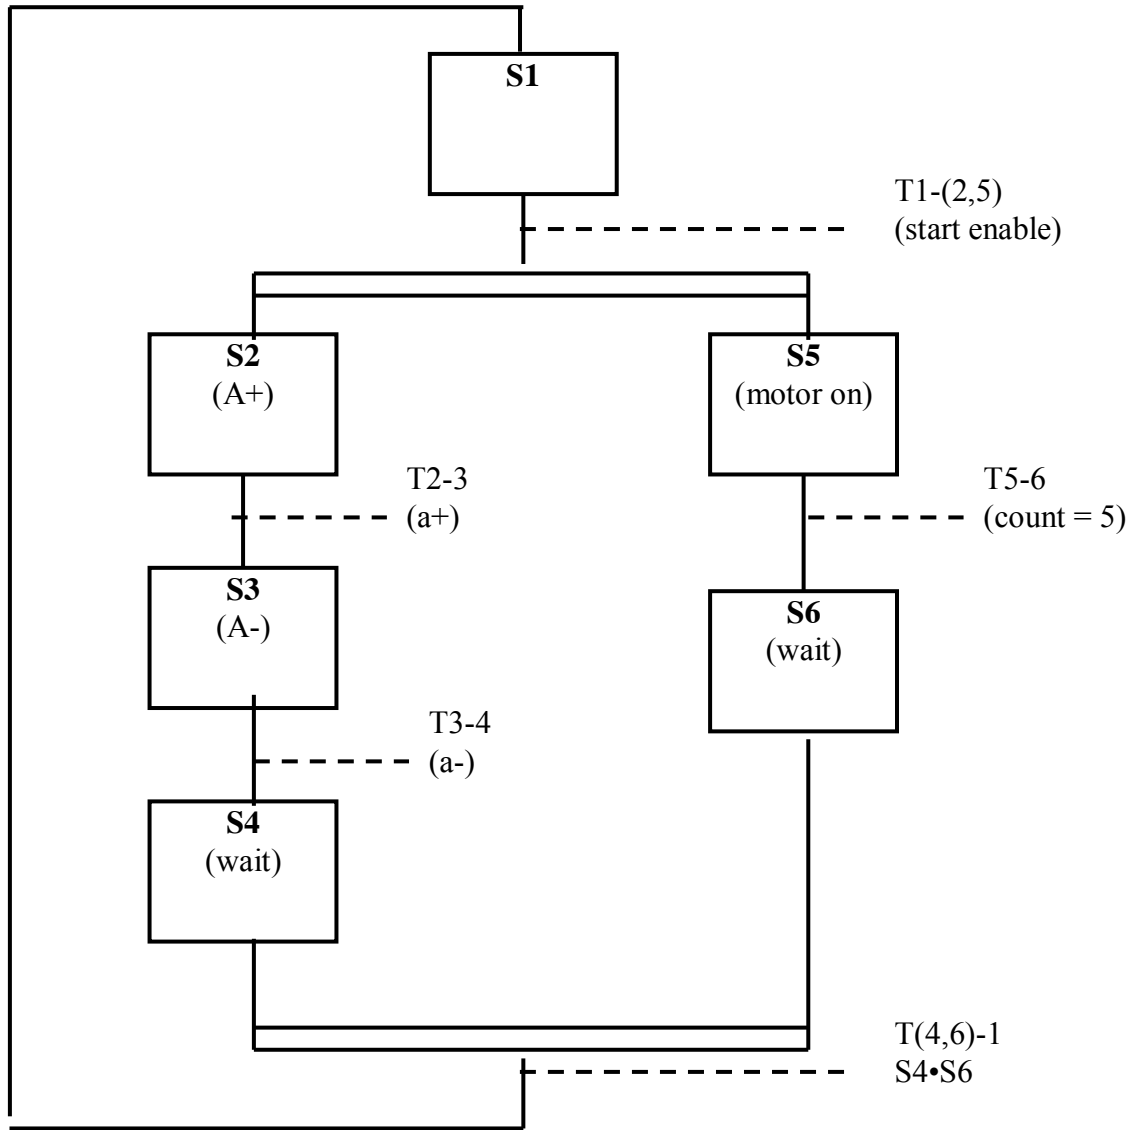 S1
T1-(2,5)
(start enable)
S2
(A+)
S5
(motor on)
T2-3
(a+)
T5-6
(count = 5)
S3
(A-)
S6
(wait)
T3-4
(a-)
S4
(wait)
T(4,6)-1
S4•S6